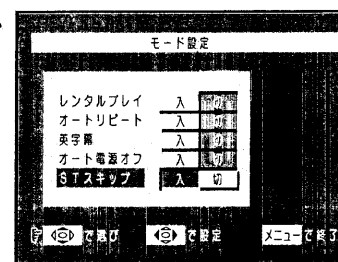 モード設定
レンタルプレイ 入 切
オートリピート 入 切
英字幕 入 切
オート電源オフ 入 切
STスキップ 入 切
で選び で設定 メニューで終了